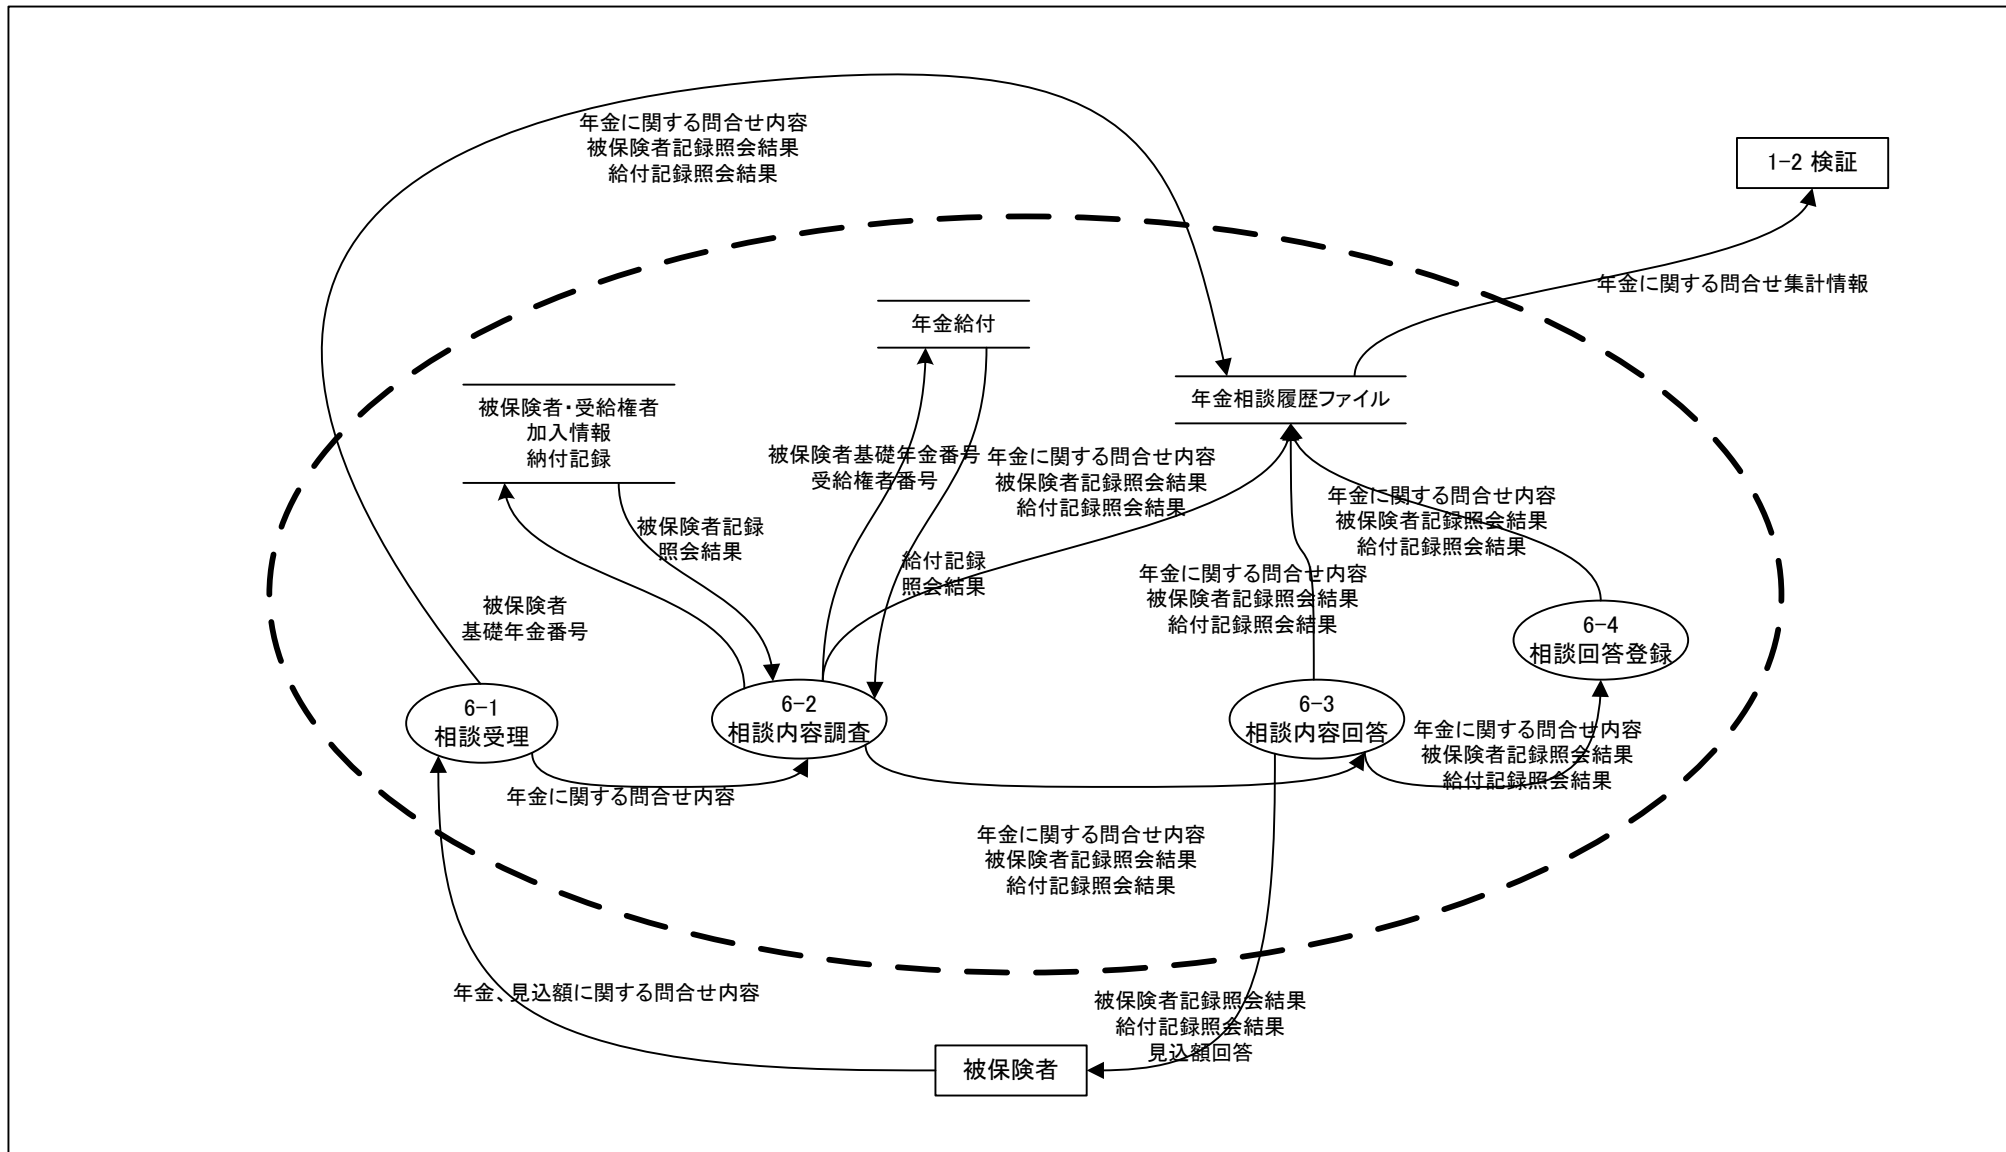 年金に関する問合せ内容
被保険者記録照会結果
給付記録照会結果
1-2 検証
年金に関する問合せ集計情報
年金給付
年金相談履歴ファイル
被保険者・受給権者
加入情報
納付記録
被保険者基礎年金番号
受給権者番号
年金に関する問合せ内容
被保険者記録照会結果
給付記録照会結果
年金に関する問合せ内容
被保険者記録照会結果
給付記録照会結果
被保険者記録
照会結果
給付記録
照会結果
年金に関する問合せ内容
被保険者記録照会結果
給付記録照会結果
被保険者
基礎年金番号
6-1
相談受理
6-2
相談内容調査
6-3
相談内容回答
6-4
相談回答登録
年金に関する問合せ内容
被保険者記録照会結果
給付記録照会結果
年金に関する問合せ内容
年金に関する問合せ内容
被保険者記録照会結果
給付記録照会結果
年金、見込額に関する問合せ内容
被保険者記録照会結果
給付記録照会結果
見込額回答
被保険者